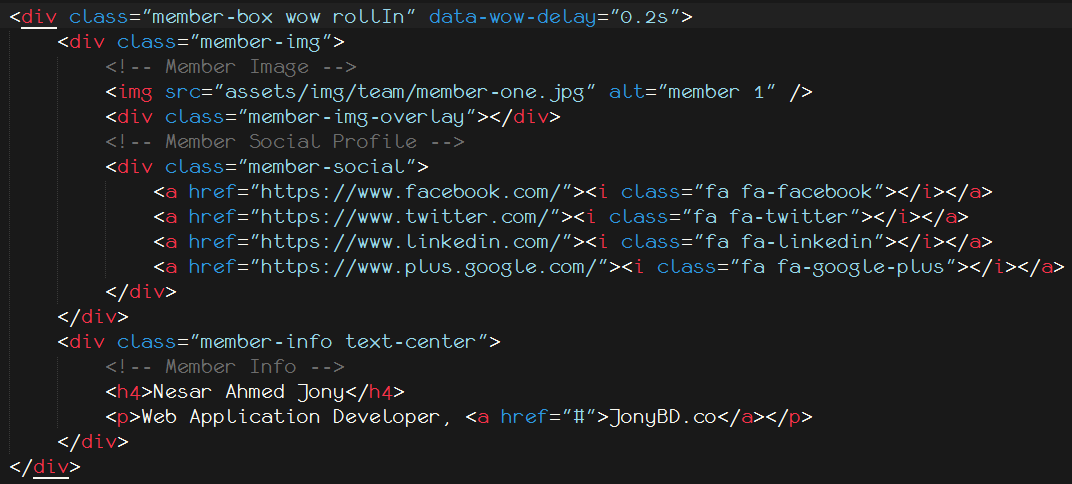 <div class="member-box wow rollIn" data-wow-delay="0.2s">
    <div class="member-img">
        <!-- Member Image -->
        <img src="assets/img/team/member-one.jpg" alt="member 1" />
        <div class="member-img-overlay"></div>
        <!-- Member Social Profile -->
        <div class="member-social">
            <a href="https://www.facebook.com/"><i class="fa fa-facebook"></i></a>
            <a href="https://www.twitter.com/"><i class="fa fa-twitter"></i></a>
            <a href="https://www.linkedin.com/"><i class="fa fa-linkedin"></i></a>
            <a href="https://www.plus.google.com/"><i class="fa fa-google-plus"></i></a>
        </div>
    </div>
    <div class="member-info text-center">
        <!-- Member Info -->
        <h4>Nesar Ahmed Jony</h4>
        <p>Web Application Developer, <a href="#">JonyBD.co</a></p>
    </div>
</div>